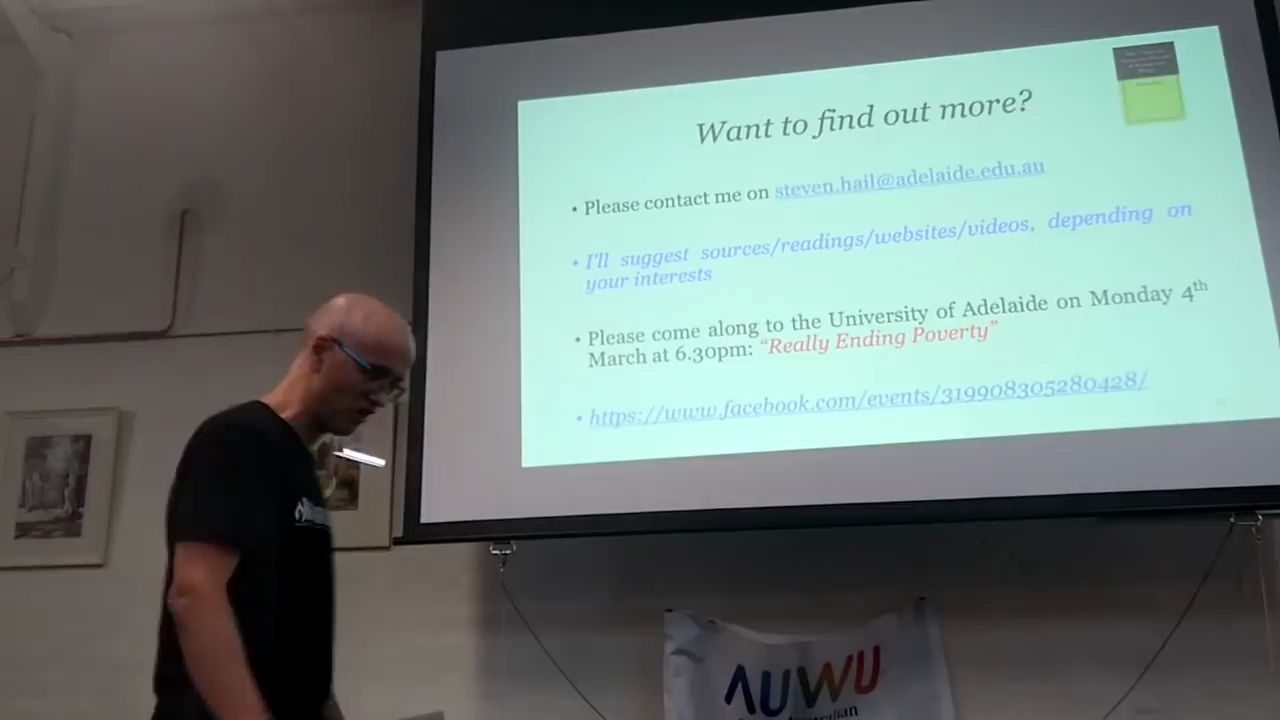 Want to find out more?
• Please contact me on steven.hail@adelaide.edu.au
• I'll suggest sources/readings/websites/videos, depending on
your interests
• Please come along to the University of Adelaide on Monday 4th
March at 6.30pm: “Really Ending Poverty”
• https://www.facebook.com/events/319908305280428/
AUWU